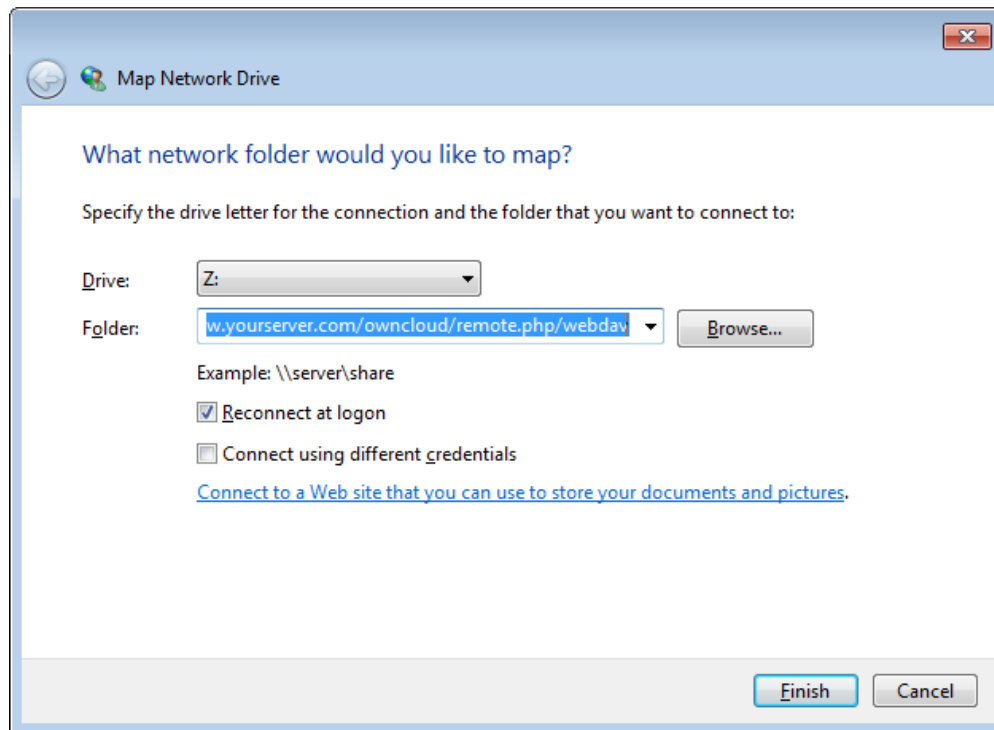 Map Network Drive
What network folder would you like to map?
Specify the drive letter for the connection and the folder that you want to connect to:
Drive: Z:
Folder: w.yourserver.com/owncloud/remote.php/webdav Browse...
Example: \\server\share
Reconnect at logon
Connect using different credentials
Connect to a Web site that you can use to store your documents and pictures.
Finish Cancel